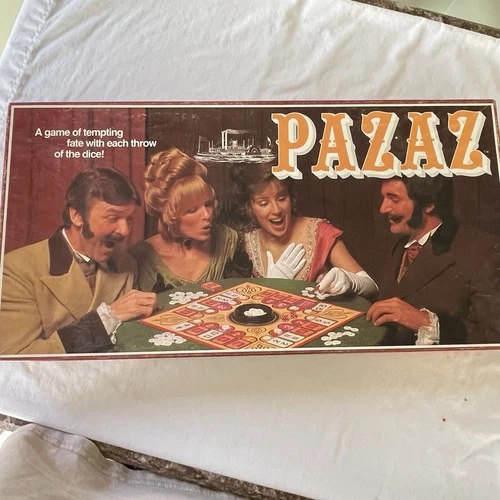 A game of tempting
fate with each throw
of the dice!
PAZAZ